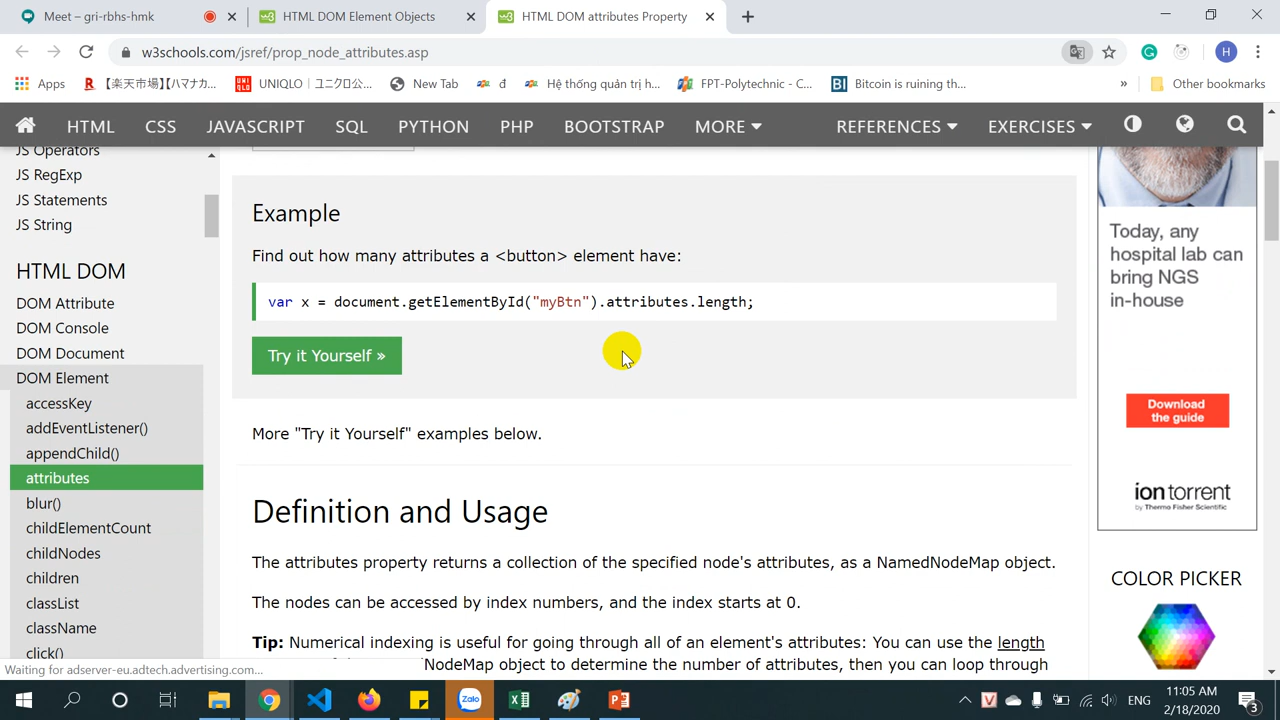 Meet – gri-rbhs-hmk
HTML DOM Element Objects
HTML DOM attributes Property
w3schools.com/jsref/prop_node_attributes.asp
H
Apps
【楽天市場】【ハマナカ...
UNIQLO | ユニクロ公...
New Tab
đ
Hệ thống quản trị h...
FPT-Polytechnic - C...
Bitcoin is ruining th...
»
Other bookmarks
HTML
CSS
JAVASCRIPT
SQL
PYTHON
PHP
BOOTSTRAP
MORE
REFERENCES
EXERCISES
JS Operators
JS RegExp
JS Statements
JS String
HTML DOM
DOM Attribute
DOM Console
DOM Document
DOM Element
accessKey
addEventListener()
appendChild()
attributes
blur()
childElementCount
childNodes
children
classList
className
click()
Example
Find out how many attributes a <button> element have:
var x = document.getElementById("myBtn").attributes.length;
Try it Yourself »
More "Try it Yourself" examples below.
Definition and Usage
The attributes property returns a collection of the specified node's attributes, as a NamedNodeMap object.
The nodes can be accessed by index numbers, and the index starts at 0.
Tip: Numerical indexing is useful for going through all of an element's attributes: You can use the length
NodeMap object to determine the number of attributes, then you can loop through
Today, any
hospital lab can
bring NGS
in-house
Download
the guide
ion torrent
by Thermo Fisher Scientific
COLOR PICKER
Waiting for adserver-eu.adtech.advertising.com...
Zalo
ENG
11:05 AM
2/18/2020
3